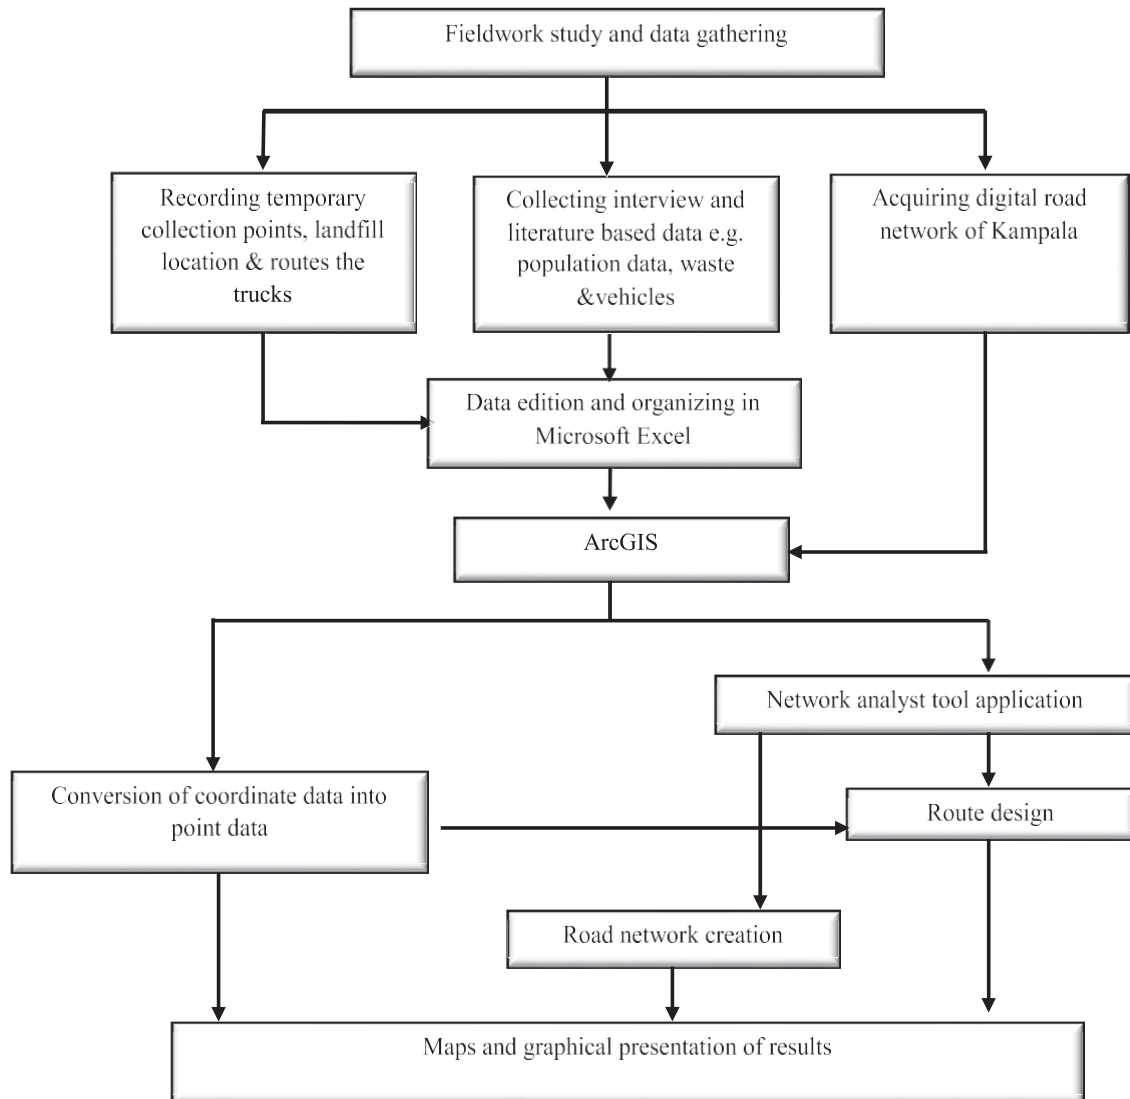 Fieldwork study and data gathering
Recording temporary
collection points, landfill
location & routes the
trucks
Collecting interview and
literature based data e.g.
population data, waste
&vehicles
Acquiring digital road
network of Kampala
Data edition and organizing in
Microsoft Excel
ArcGIS
Network analyst tool application
Conversion of coordinate data into
point data
Route design
Road network creation
Maps and graphical presentation of results